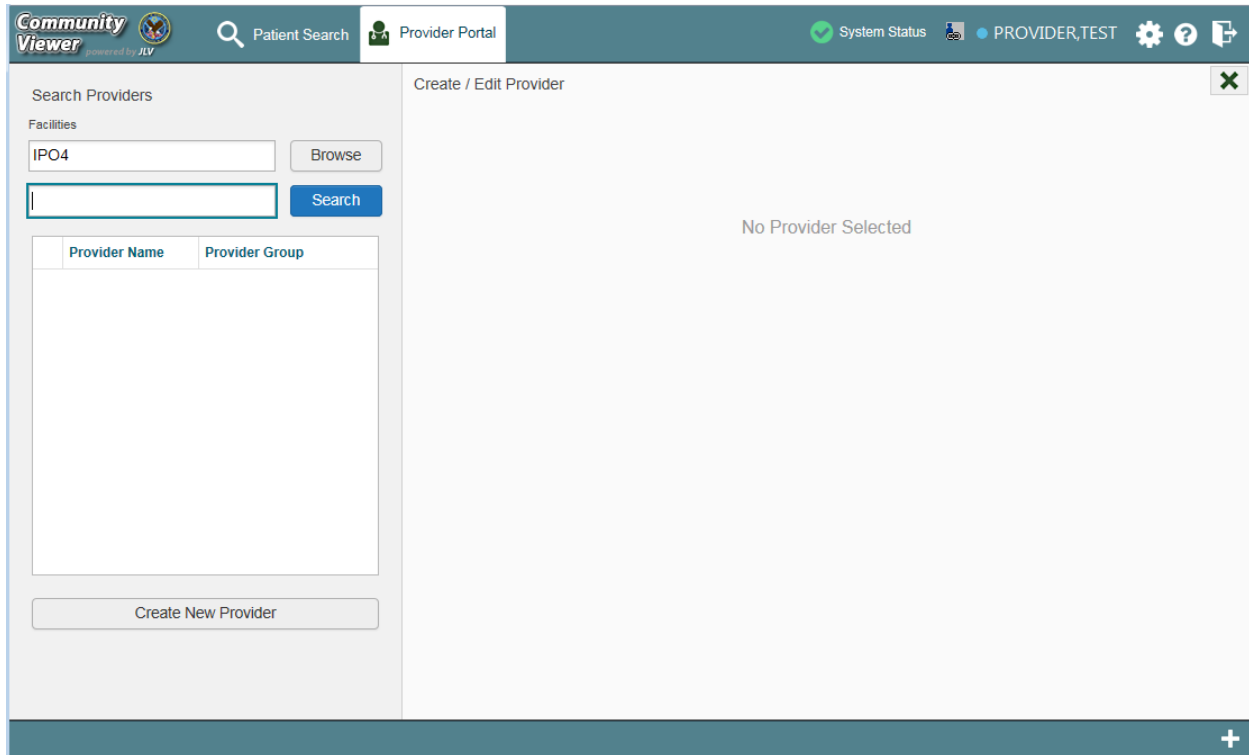 Community
Viewer powered by JLV
Patient Search
Provider Portal
System Status
PROVIDER,TEST
Search Providers
Facilities
IPO4
Browse
Search
Provider Name Provider Group
Create New Provider
Create / Edit Provider
No Provider Selected